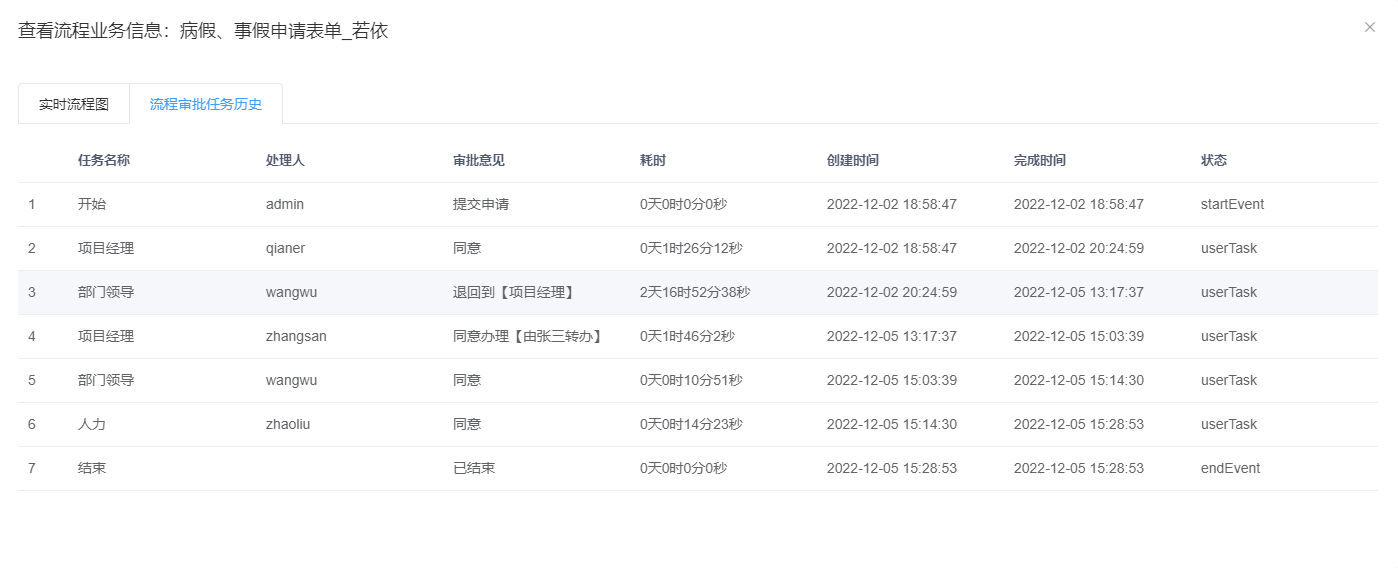 查看流程业务信息：病假、事假申请表单_若依
实时流程图 流程审批任务历史
任务名称 处理人 审批意见 耗时 创建时间 完成时间 状态
1 开始 admin 提交申请 0天0时0分0秒 2022-12-02 18:58:47 2022-12-02 18:58:47 startEvent
2 项目经理 qianer 同意 0天1时26分12秒 2022-12-02 18:58:47 2022-12-02 20:24:59 userTask
3 部门领导 wangwu 退回到【项目经理】 2天16时52分38秒 2022-12-02 20:24:59 2022-12-05 13:17:37 userTask
4 项目经理 zhangsan 同意办理【由张三转办】 0天1时46分2秒 2022-12-05 13:17:37 2022-12-05 15:03:39 userTask
5 部门领导 wangwu 同意 0天0时10分51秒 2022-12-05 15:03:39 2022-12-05 15:14:30 userTask
6 人力 zhaoliu 同意 0天0时14分23秒 2022-12-05 15:14:30 2022-12-05 15:28:53 userTask
7 结束 已结束 0天0时0分0秒 2022-12-05 15:28:53 2022-12-05 15:28:53 endEvent